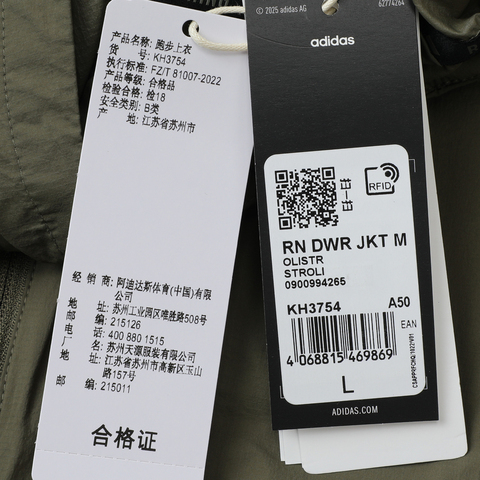 产品名称: 跑步上衣
货 号: KH3754
执行标准: FZ/T 81007-2022
产品等级: 合格品
检验合格: 检18
安全类别: B类
产 地: 江苏省苏州市
经 销 商: 阿迪达斯体育(中国)有限
公司
地 址: 苏州工业园区唯胜路508号
邮 编: 215126
电 话: 400 880 1515
厂 名: 苏州天源服装有限公司
地 址: 江苏省苏州市高新区玉山
路157号
邮 编: 215011
合格证
© 2025 adidas AG
62774264
adidas
RFID
RN DWR JKT M
OLISTR
STROLI
0900994265
KH3754 A50
EAN
4 068815 469869
L
ADIDAS.COM